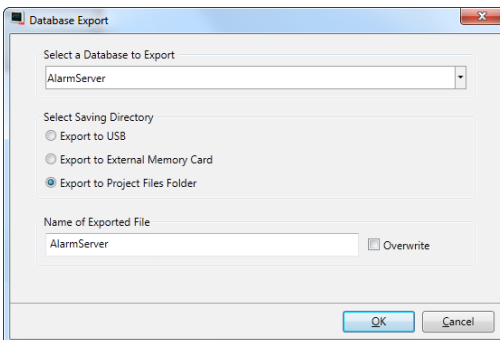 Database Export
Select a Database to Export
AlarmServer
Select Saving Directory
Export to USB
Export to External Memory Card
Export to Project Files Folder
Name of Exported File
AlarmServer
Overwrite
OK
Cancel